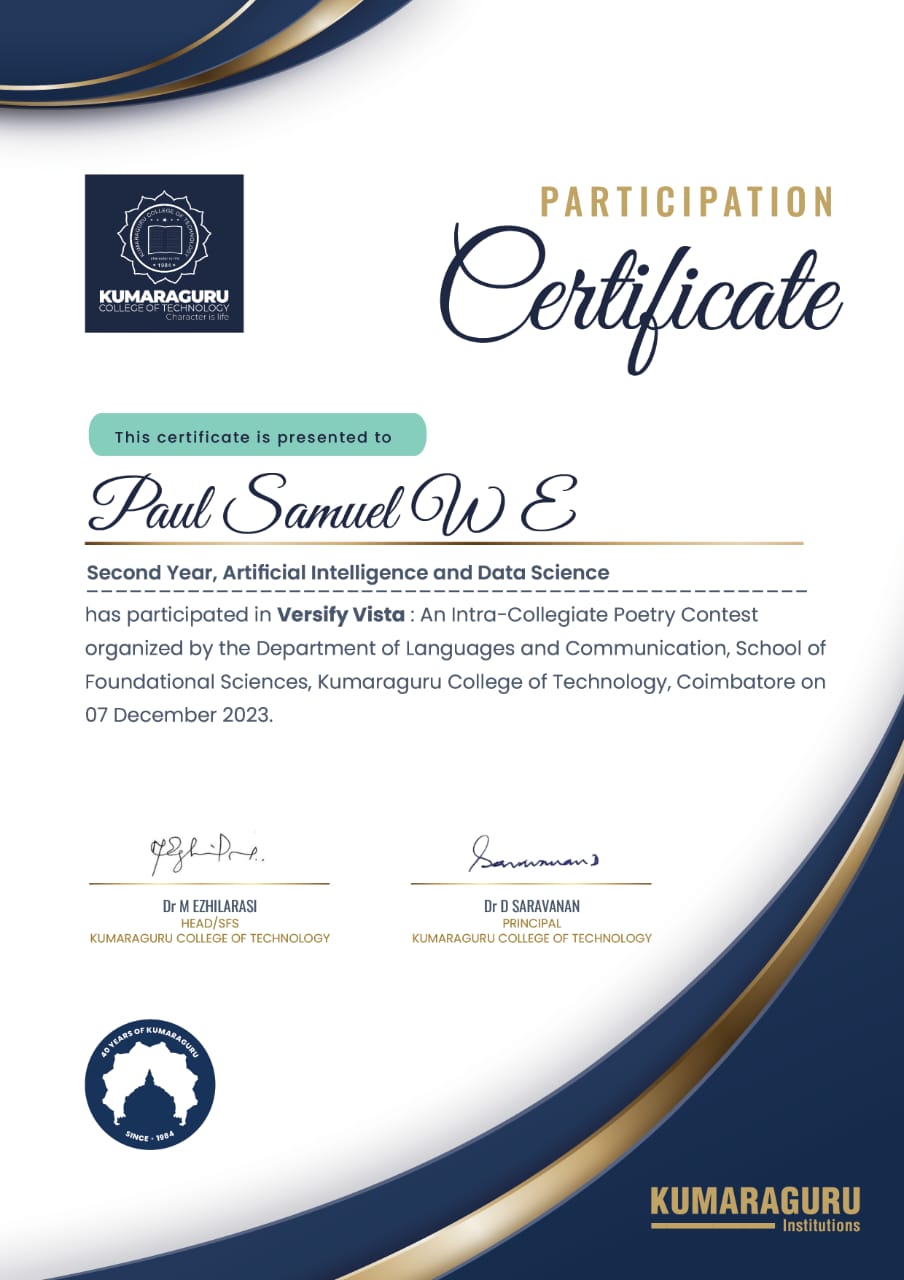 KUMARAGURU COLLEGE OF TECHNOLOGY
1984
KUMARAGURU
COLLEGE OF TECHNOLOGY
Character is life
PARTICIPATION
Certificate
This certificate is presented to
Paul Samuel W E
Second Year, Artificial Intelligence and Data Science
has participated in Versify Vista : An Intra-Collegiate Poetry Contest
organized by the Department of Languages and Communication, School of
Foundational Sciences, Kumaraguru College of Technology, Coimbatore on
07 December 2023.
Saravanan
Dr M EZHILARASI
HEAD/SFS
KUMARAGURU COLLEGE OF TECHNOLOGY
Dr D SARAVANAN
PRINCIPAL
KUMARAGURU COLLEGE OF TECHNOLOGY
40 YEARS OF KUMARAGURU
SINCE - 1984
KUMARAGURU
Institutions